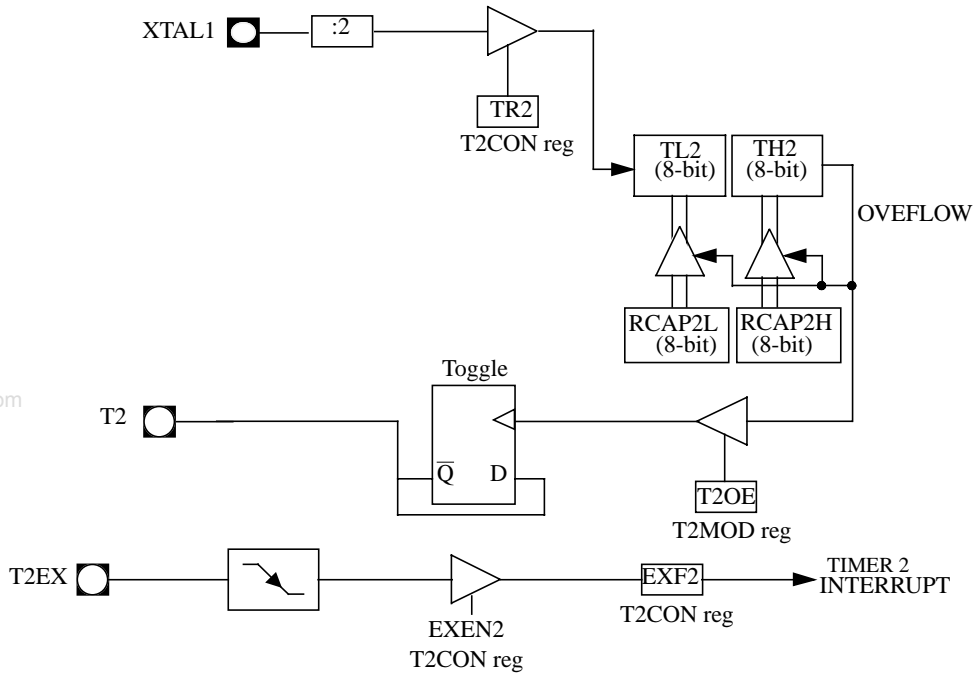 XTAL1
:2
TR2
T2CON reg
TL2
(8-bit)
TH2
(8-bit)
OVEFLOW
RCAP2L
(8-bit)
RCAP2H
(8-bit)
Toggle
om
T2
Q
D
T2OE
T2MOD reg
T2EX
EXEN2
T2CON reg
EXF2
T2CON reg
TIMER 2
INTERRUPT